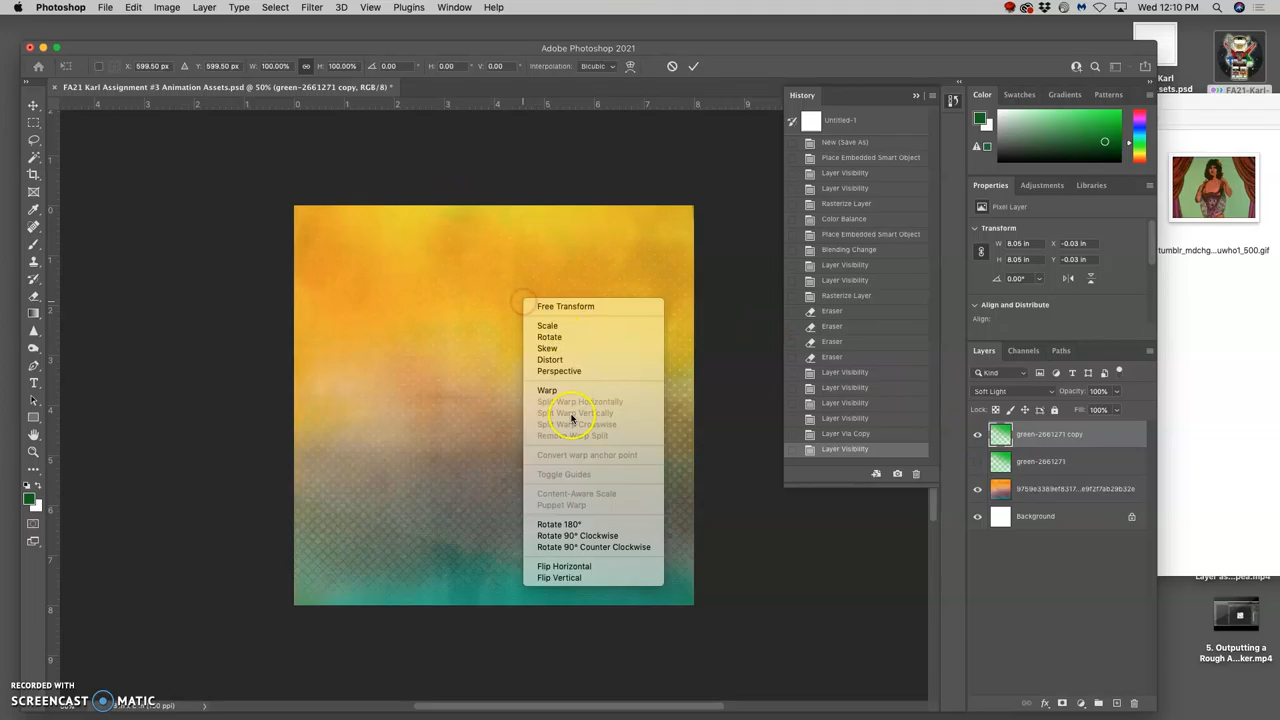 Photoshop File Edit Image Layer Type Select Filter 3D View Plugins Window Help Wed 12:10 PM
Adobe Photoshop 2021
X: 599.50 px Y: 599.50 px W: 100.00% H: 100.00% 0.00 ° H: 0.00 ° V: 0.00 ° Interpolation: Bicubic
FA21 Karl Assignment #3 Animation Assets.psd @ 50% (green-2661271 copy, RGB/8) *
History
Untitled-1
New (Save As)
Place Embedded Smart Object
Layer Visibility
Layer Visibility
Rasterize Layer
Color Balance
Place Embedded Smart Object
Blending Change
Layer Visibility
Layer Visibility
Rasterize Layer
Eraser
Eraser
Eraser
Eraser
Layer Visibility
Layer Visibility
Layer Visibility
Layer Visibility
Layer Via Copy
Layer Visibility
Free Transform
Scale
Rotate
Skew
Distort
Perspective
Warp
Split Warp Horizontally
Split Warp Vertically
Split Warp Crosswise
Remove Warp Split
Convert warp anchor point
Toggle Guides
Content-Aware Scale
Puppet Warp
Rotate 180°
Rotate 90° Clockwise
Rotate 90° Counter Clockwise
Flip Horizontal
Flip Vertical
Color Swatches Gradients Patterns
Properties Adjustments Libraries
Pixel Layer
Transform
W 8.05 in X -0.03 in
H 8.05 in Y -0.03 in
0.00°
Align and Distribute
Align:
Layers Channels Paths
Kind
Soft Light Opacity: 100%
Lock: Fill: 100%
green-2661271 copy
green-2661271
9759e3389ef8317...e9f2f7ab29b32e
Background
Karl
sets.psd
FA21-Karl-
tumblr_mdchg...uwho1_500.gif
Layer as...pea.mp4
5. Outputting a
Rough A...ker.mp4
RECORDED WITH
SCREENCAST MATIC